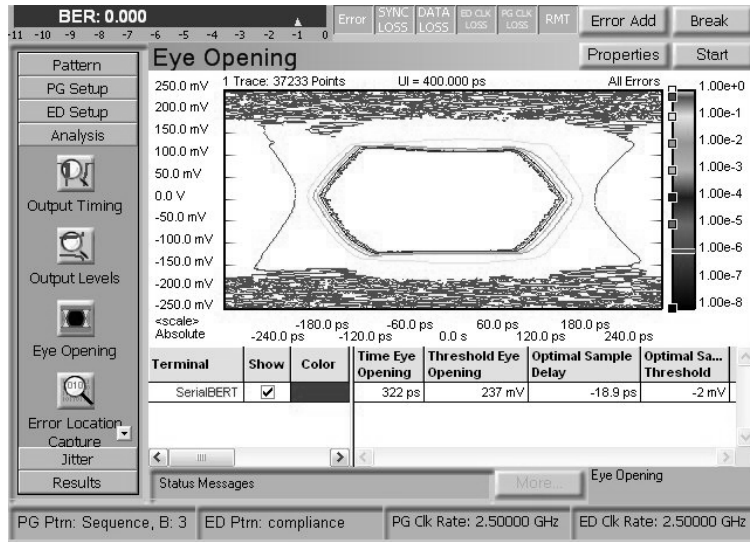 BER: 0.000
-11 -10 -9 -8 -7 -6 -5 -4 -3 -2 -1 0
Error
SYNC LOSS
DATA LOSS
ED CLK LOSS
PG CLK LOSS
RMT
Error Add
Break
Eye Opening
Properties
Start
Pattern
PG Setup
ED Setup
Analysis
Output Timing
Output Levels
Eye Opening
Error Location
Capture
Jitter
Results
1 Trace: 37233 Points
UI = 400.000 ps
All Errors
250.0 mV
200.0 mV
150.0 mV
100.0 mV
50.0 mV
0.0 V
-50.0 mV
-100.0 mV
-150.0 mV
-200.0 mV
-250.0 mV
<scale>
Absolute
1.00e+0
1.00e-1
1.00e-2
1.00e-3
1.00e-4
1.00e-5
1.00e-6
1.00e-7
1.00e-8
-180.0 ps -60.0 ps 60.0 ps 180.0 ps
-240.0 ps -120.0 ps 0.0 s 120.0 ps 240.0 ps
Terminal Show Color Time Eye Opening Threshold Eye Opening Optimal Sample Delay Optimal Sa... Threshold
SerialBERT 322 ps 237 mV -18.9 ps -2 mV
Status Messages
More...
Eye Opening
PG Ptrn: Sequence, B: 3
ED Ptrn: compliance
PG Clk Rate: 2.50000 GHz
ED Clk Rate: 2.50000 GHz